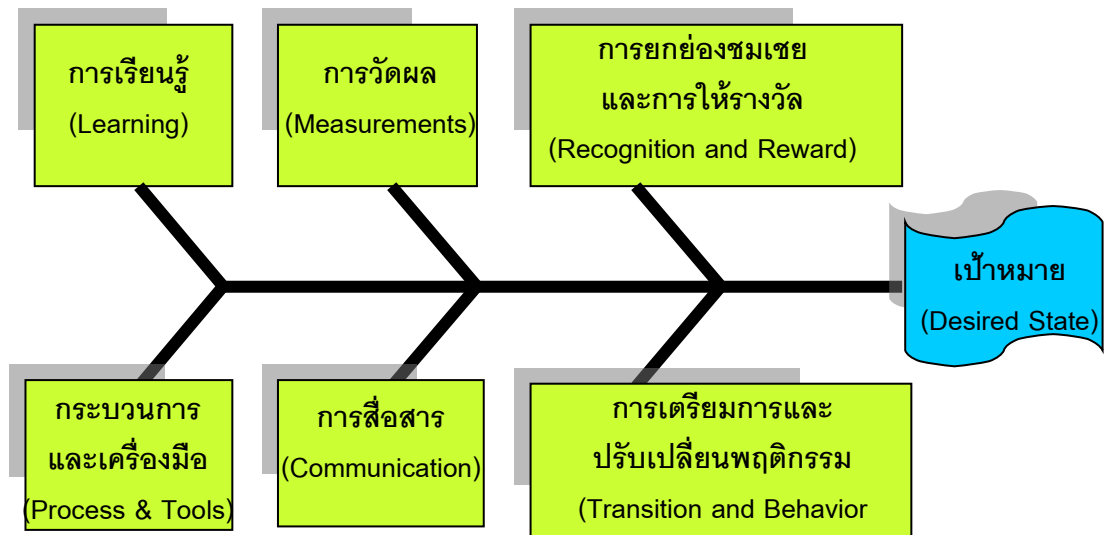 การเรียนรู้
(Learning)
การวัดผล
(Measurements)
การยกย่องชมเชย
และการให้รางวัล
(Recognition and Reward)
เป้าหมาย
(Desired State)
กระบวนการ
และเครื่องมือ
(Process & Tools)
การสื่อสาร
(Communication)
การเตรียมการและ
ปรับเปลี่ยนพฤติกรรม
(Transition and Behavior